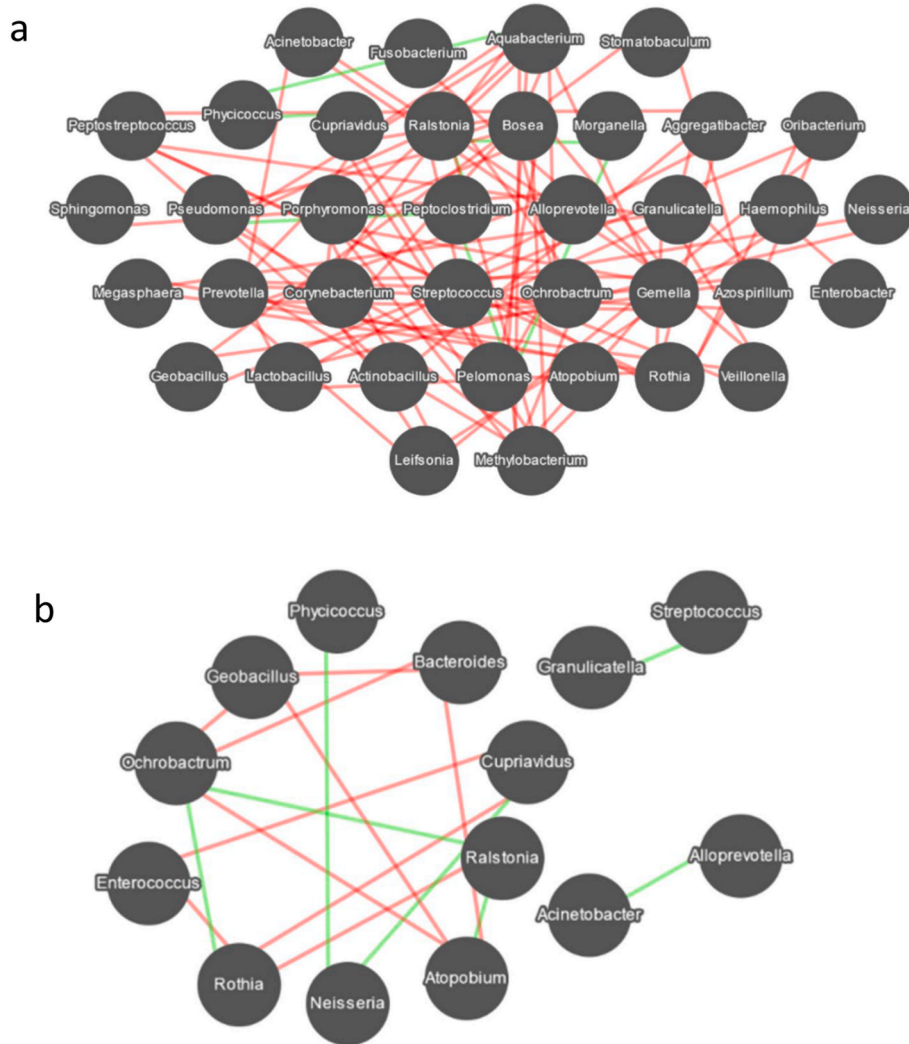 a
Acinetobacter
Fusobacterium
Aquabacterium
Stomatobaculum
Peptostreptococcus
Phycicoccus
Cupriavidus
Ralstonia
Bosea
Morganella
Aggregatibacter
Oribacterium
Sphingomonas
Pseudomonas
Porphyromonas
Peptoclostridium
Alloprevotella
Granulicatella
Haemophilus
Neisseria
Megasphaera
Prevotella
Corynebacterium
Streptococcus
Ochrobactrum
Gemella
Azospirillum
Enterobacter
Geobacillus
Lactobacillus
Actinobacillus
Pelomonas
Atopobium
Rothia
Veillonella
Leifsonia
Methylobacterium
b
Phycicoccus
Streptococcus
Bacteroides
Granulicatella
Geobacillus
Ochrobactrum
Cupriavidus
Ralstonia
Alloprevotella
Enterococcus
Acinetobacter
Rothia
Neisseria
Atopobium